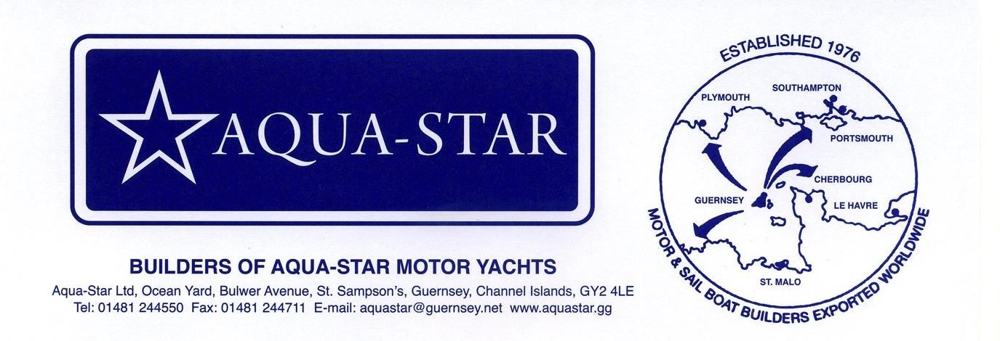 AQUA-STAR
BUILDERS OF AQUA-STAR MOTOR YACHTS
Aqua-Star Ltd, Ocean Yard, Bulwer Avenue, St. Sampson's, Guernsey, Channel Islands, GY2 4LE
Tel: 01481 244550 Fax: 01481 244711 E-mail: aquastar@guernsey.net www.aquastar.gg
ESTABLISHED 1976
SOUTHAMPTON
PLYMOUTH
PORTSMOUTH
CHERBOURG
GUERNSEY
LE HAVRE
ST. MALO
MOTOR & SAIL BOAT BUILDERS EXPORTED WORLDWIDE